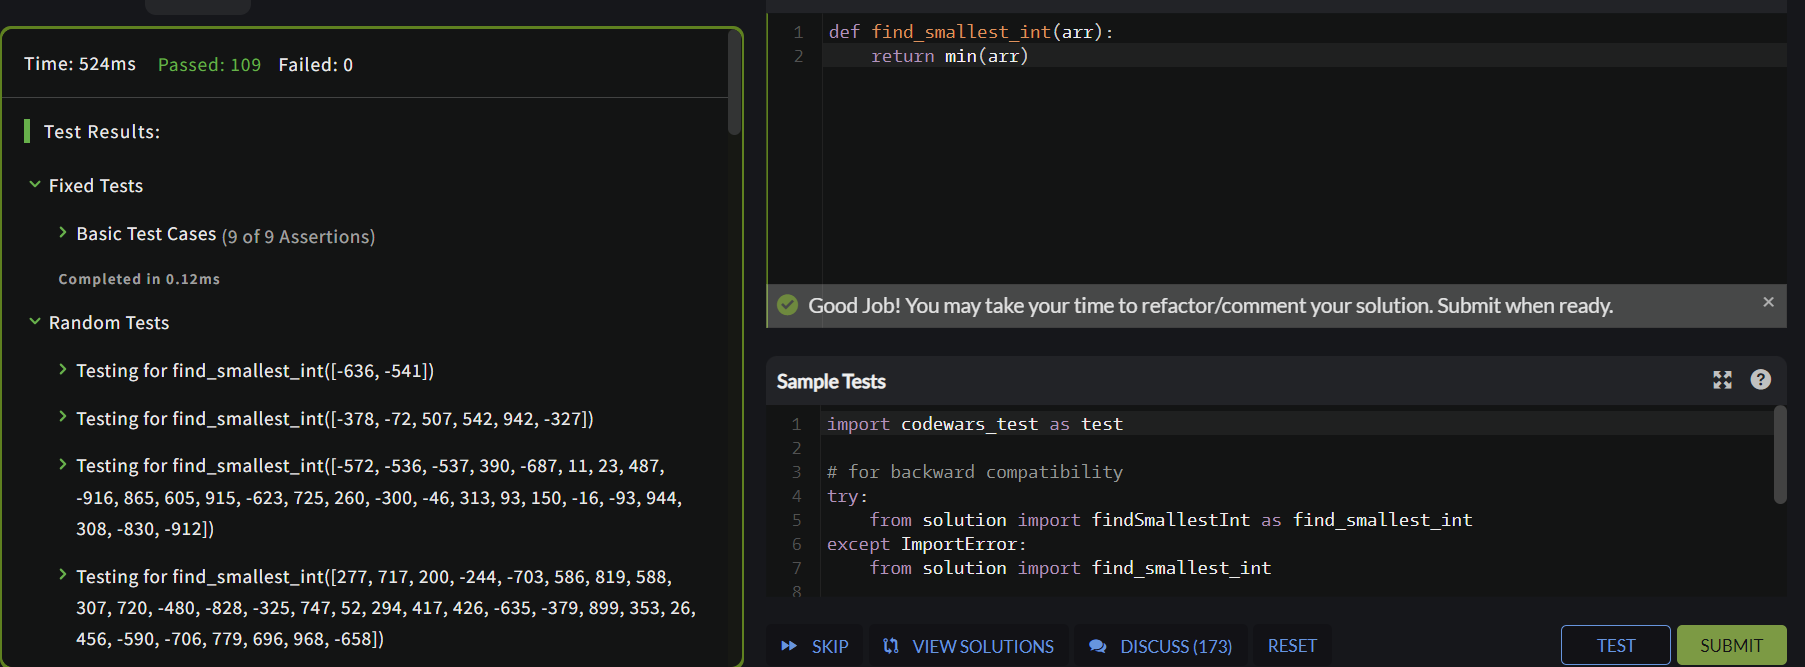 Time: 524ms Passed: 109 Failed: 0
Test Results:
Fixed Tests
Basic Test Cases (9 of 9 Assertions)
Completed in 0.12ms
Random Tests
Testing for find_smallest_int([-636, -541])
Testing for find_smallest_int([-378, -72, 507, 542, 942, -327])
Testing for find_smallest_int([-572, -536, -537, 390, -687, 11, 23, 487,
-916, 865, 605, 915, -623, 725, 260, -300, -46, 313, 93, 150, -16, -93, 944,
308, -830, -912])
Testing for find_smallest_int([277, 717, 200, -244, -703, 586, 819, 588,
307, 720, -480, -828, -325, 747, 52, 294, 417, 426, -635, -379, 899, 353, 26,
456, -590, -706, 779, 696, 968, -658])
1 def find_smallest_int(arr):
2     return min(arr)
Good Job! You may take your time to refactor/comment your solution. Submit when ready.
Sample Tests
1 import codewars_test as test
2
3 # for backward compatibility
4 try:
5     from solution import findSmallestInt as find_smallest_int
6 except ImportError:
7     from solution import find_smallest_int
8
SKIP VIEW SOLUTIONS DISCUSS (173) RESET TEST SUBMIT